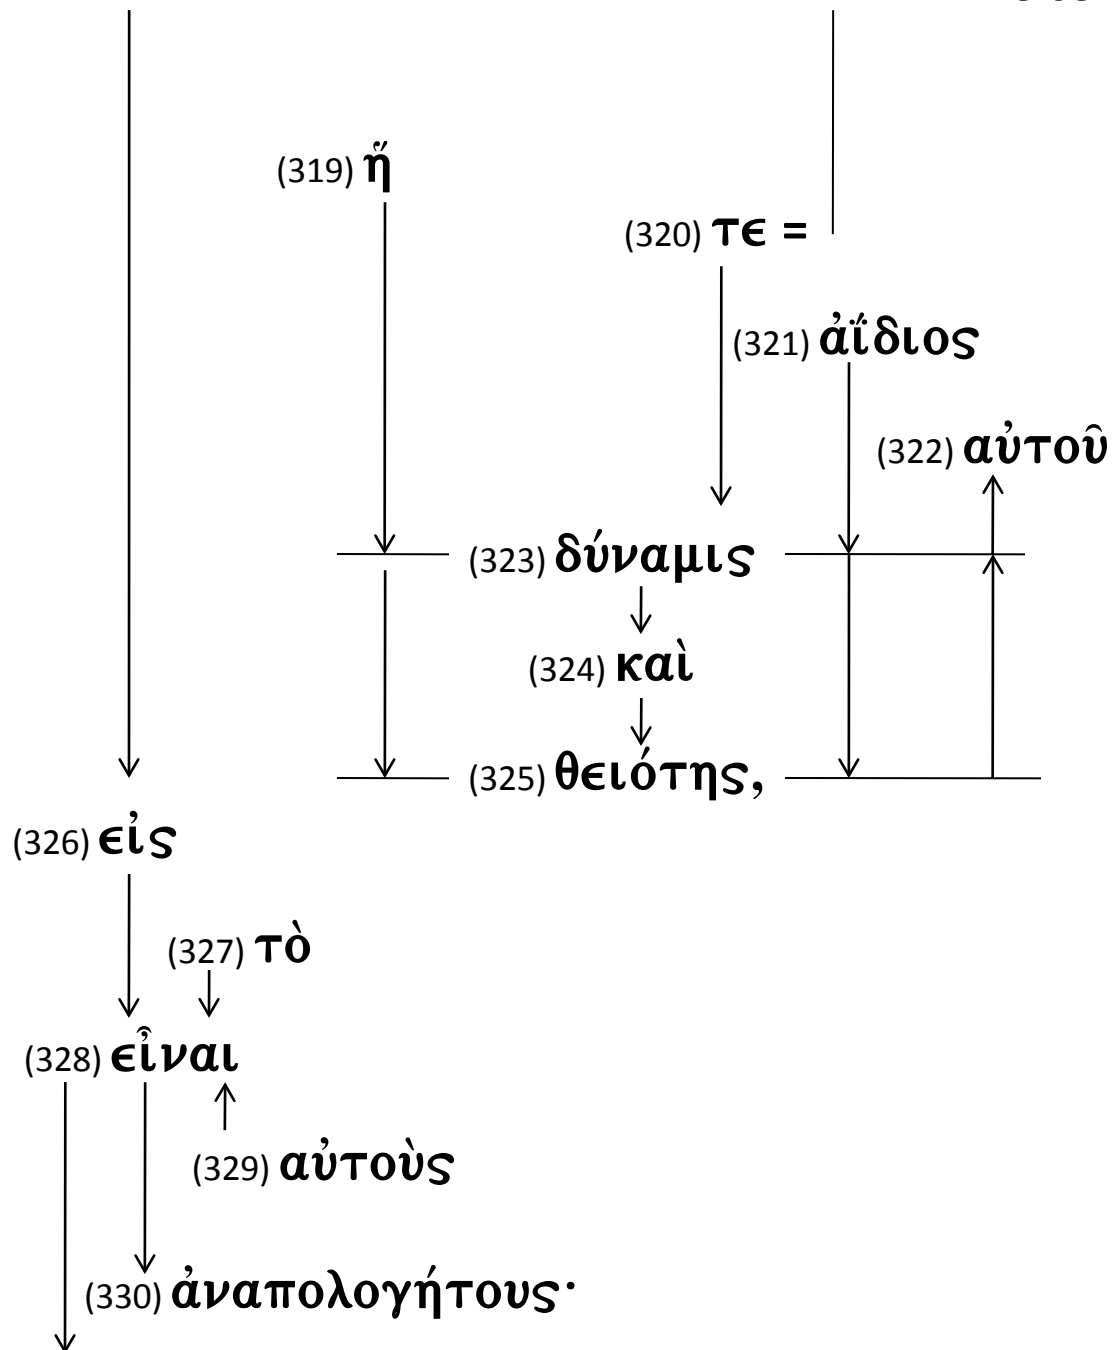 (319) ἥ
(320) τε =
(321) ἀΐδιος
(322) αὐτοῦ
(323) δύναμις
(324) καὶ
(325) θειότης,
(326) εἰς
(327) τὸ
(328) εἶναι
(329) αὐτοὺς
(330) ἀναπολογήτους·